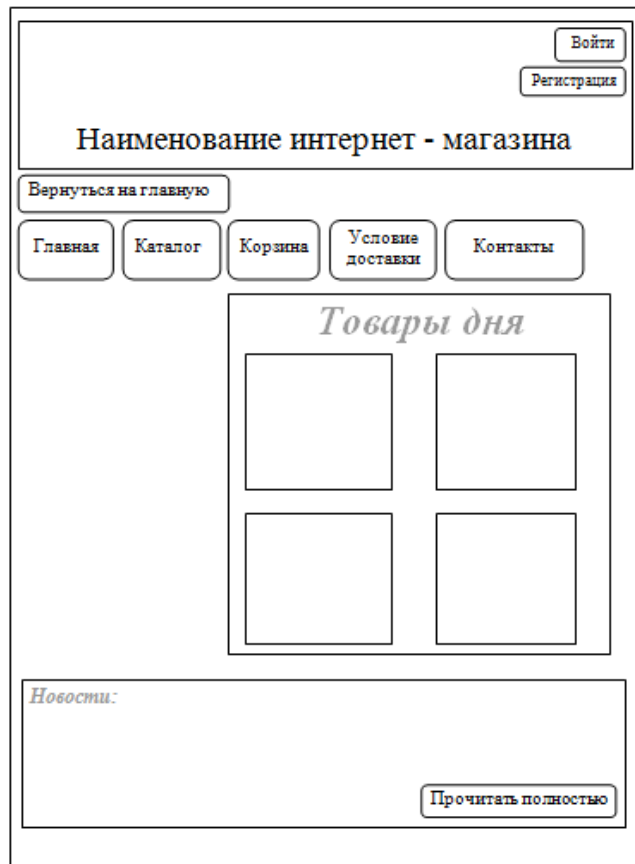 Войти
Регистрация
Наименование интернет - магазина
Вернуться на главную
Главная
Каталог
Корзина
Условие
доставки
Контакты
Товары дня
Новости:
Прочитать полностью